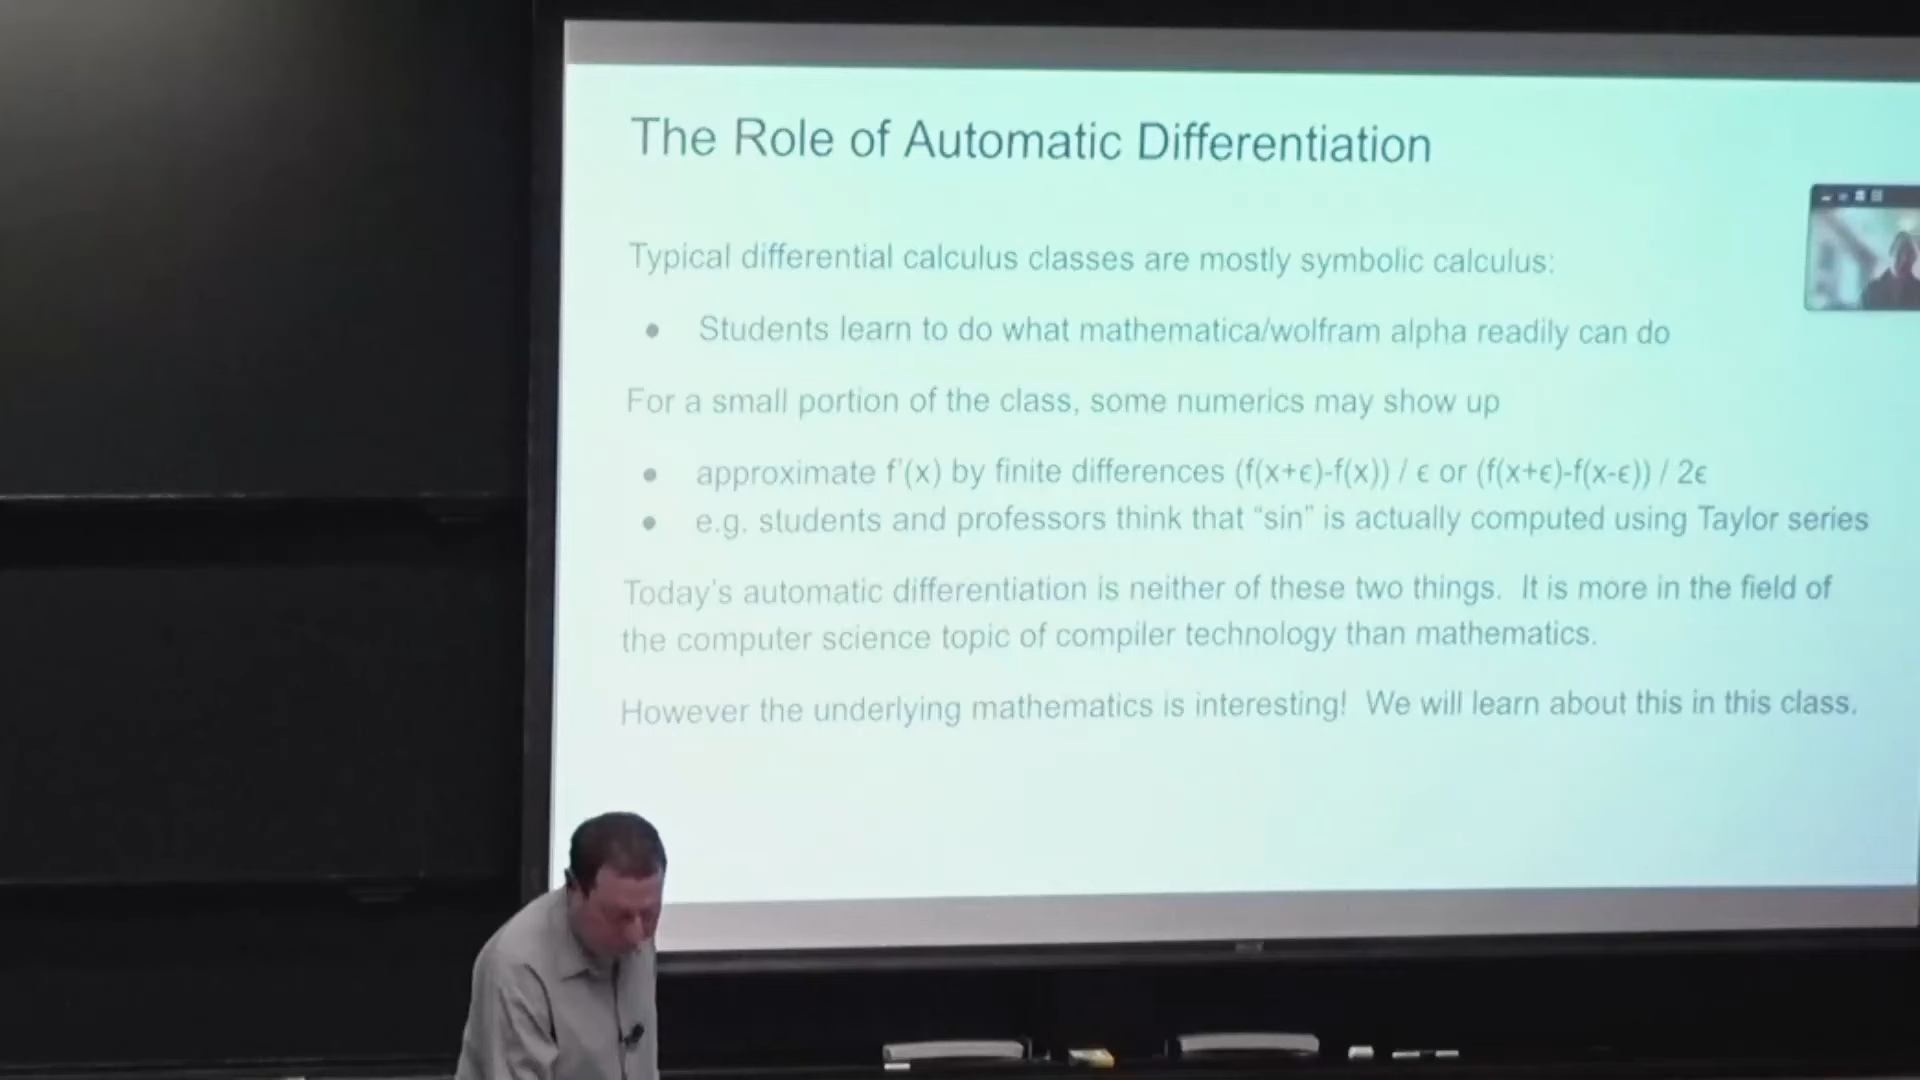 The Role of Automatic Differentiation
Typical differential calculus classes are mostly symbolic calculus:
● Students learn to do what mathematica/wolfram alpha readily can do
For a small portion of the class, some numerics may show up
● approximate f'(x) by finite differences (f(x+ϵ)-f(x)) / ϵ or (f(x+ϵ)-f(x-ϵ)) / 2ϵ
● e.g. students and professors think that “sin” is actually computed using Taylor series
Today's automatic differentiation is neither of these two things. It is more in the field of
the computer science topic of compiler technology than mathematics.
However the underlying mathematics is interesting! We will learn about this in this class.